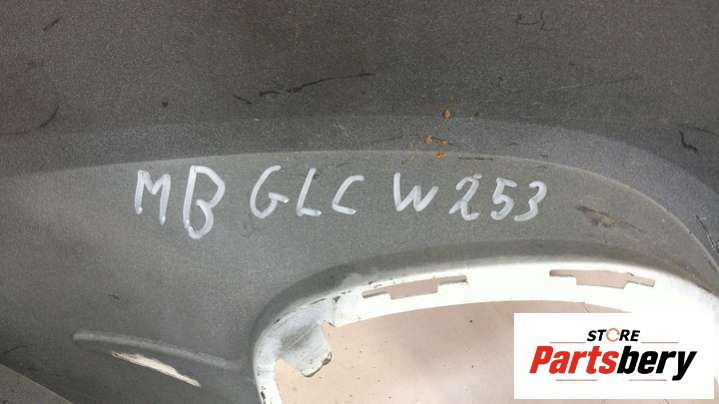 MB GLC W253
STORE
Partsbery